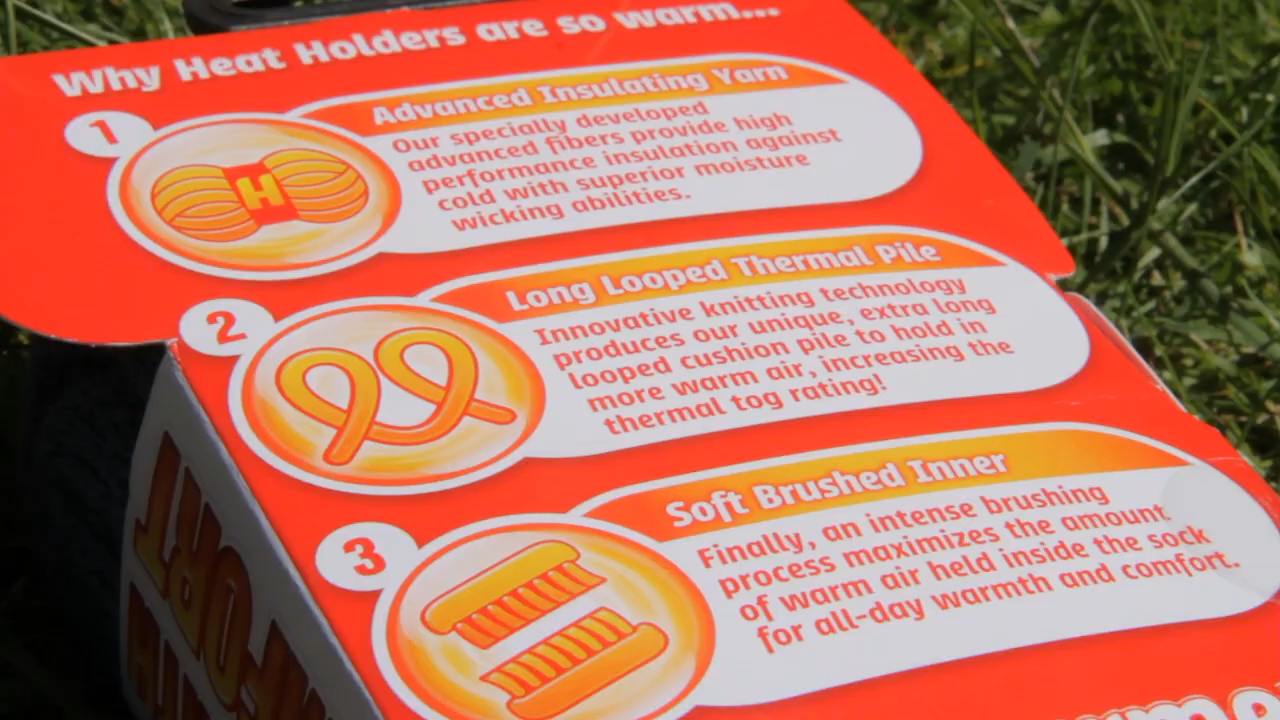 Why Heat Holders are so warm...
1
Advanced Insulating Yarn
Our specially developed
advanced fibers provide high
performance insulation against
cold with superior moisture
wicking abilities.
H
2
Long Looped Thermal Pile
Innovative knitting technology
produces our unique, extra long
looped cushion pile to hold in
more warm air, increasing the
thermal tog rating!
3
Soft Brushed Inner
Finally, an intense brushing
process maximizes the amount
of warm air held inside the sock
for all-day warmth and comfort.